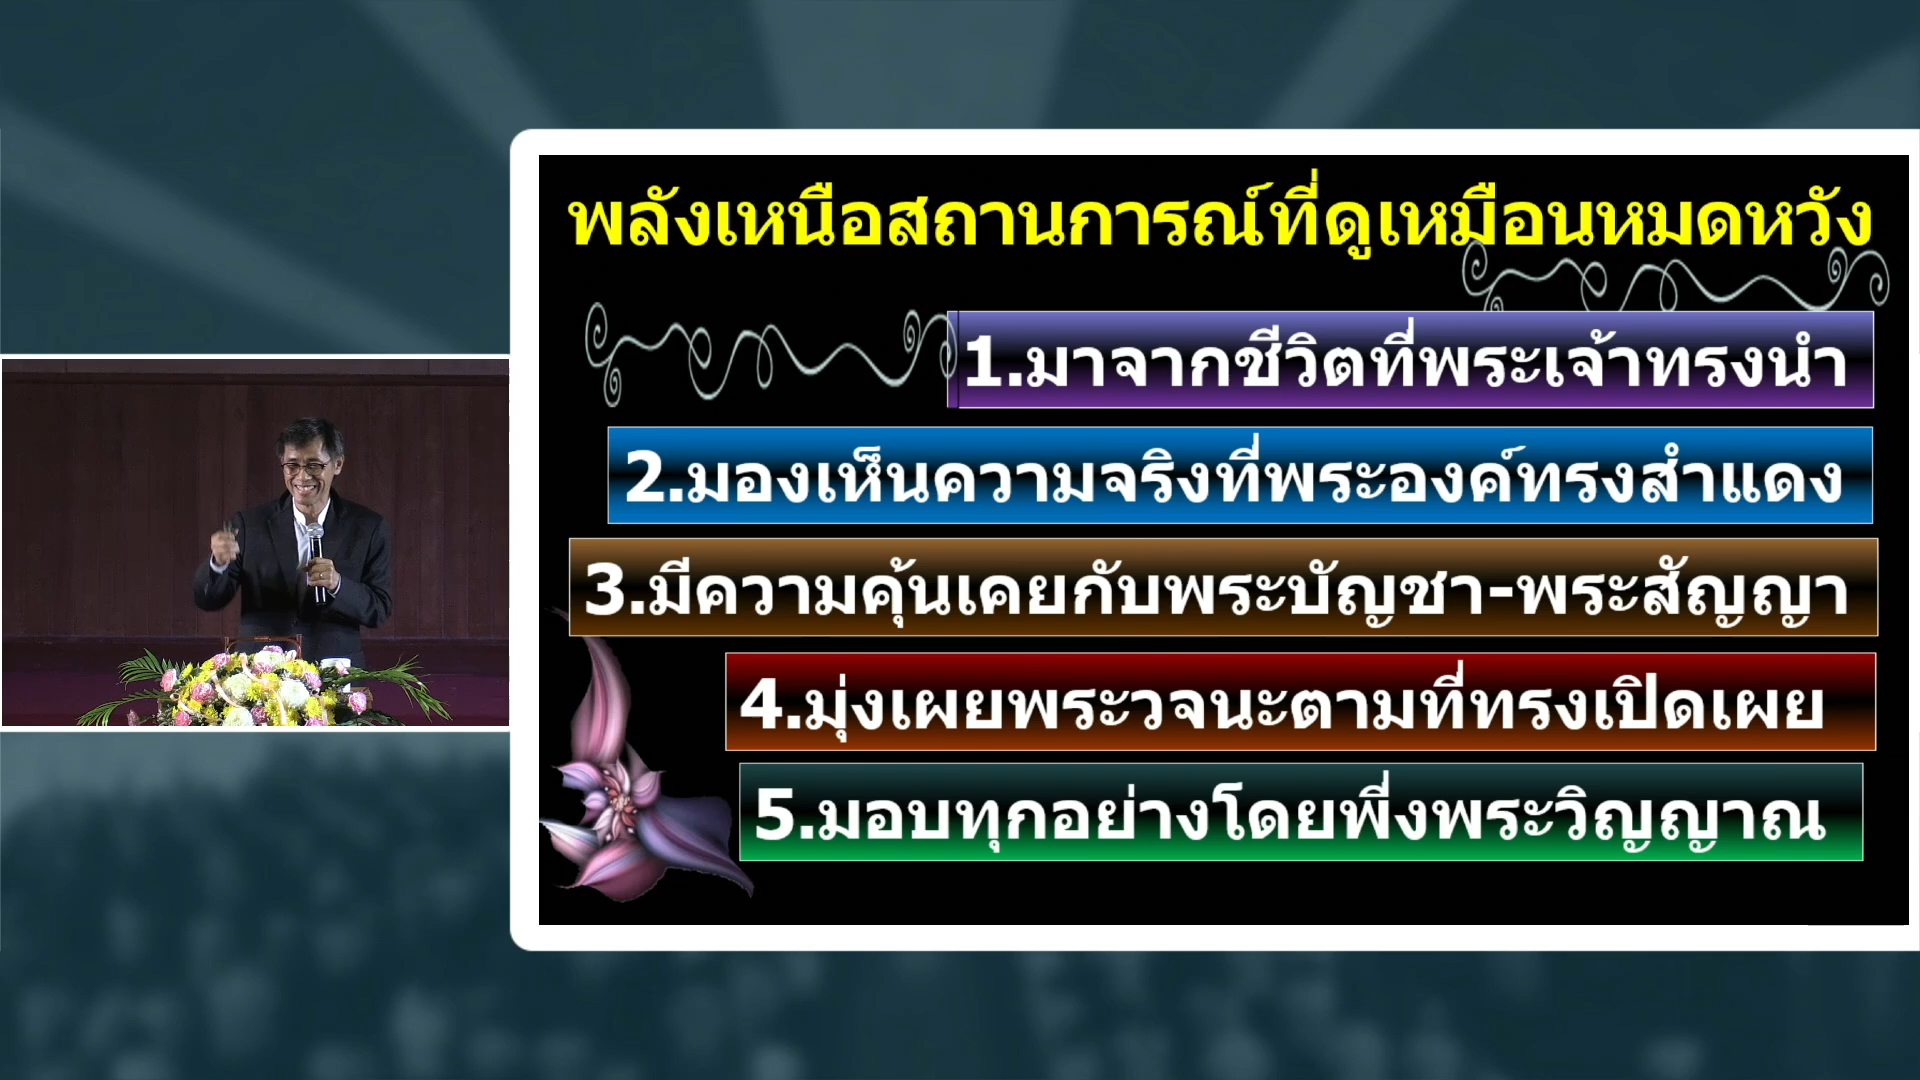 พลังเหนือสถานการณ์ที่ดูเหมือนหมดหวัง
1.มาจากชีวิตที่พระเจ้าทรงนำ
2.มองเห็นความจริงที่พระองค์ทรงสำแดง
3.มีความคุ้นเคยกับพระบัญชา-พระสัญญา
4.มุ่งเผยพระวจนะตามที่ทรงเปิดเผย
5.มอบทุกอย่างโดยพึ่งพระวิญญาณ